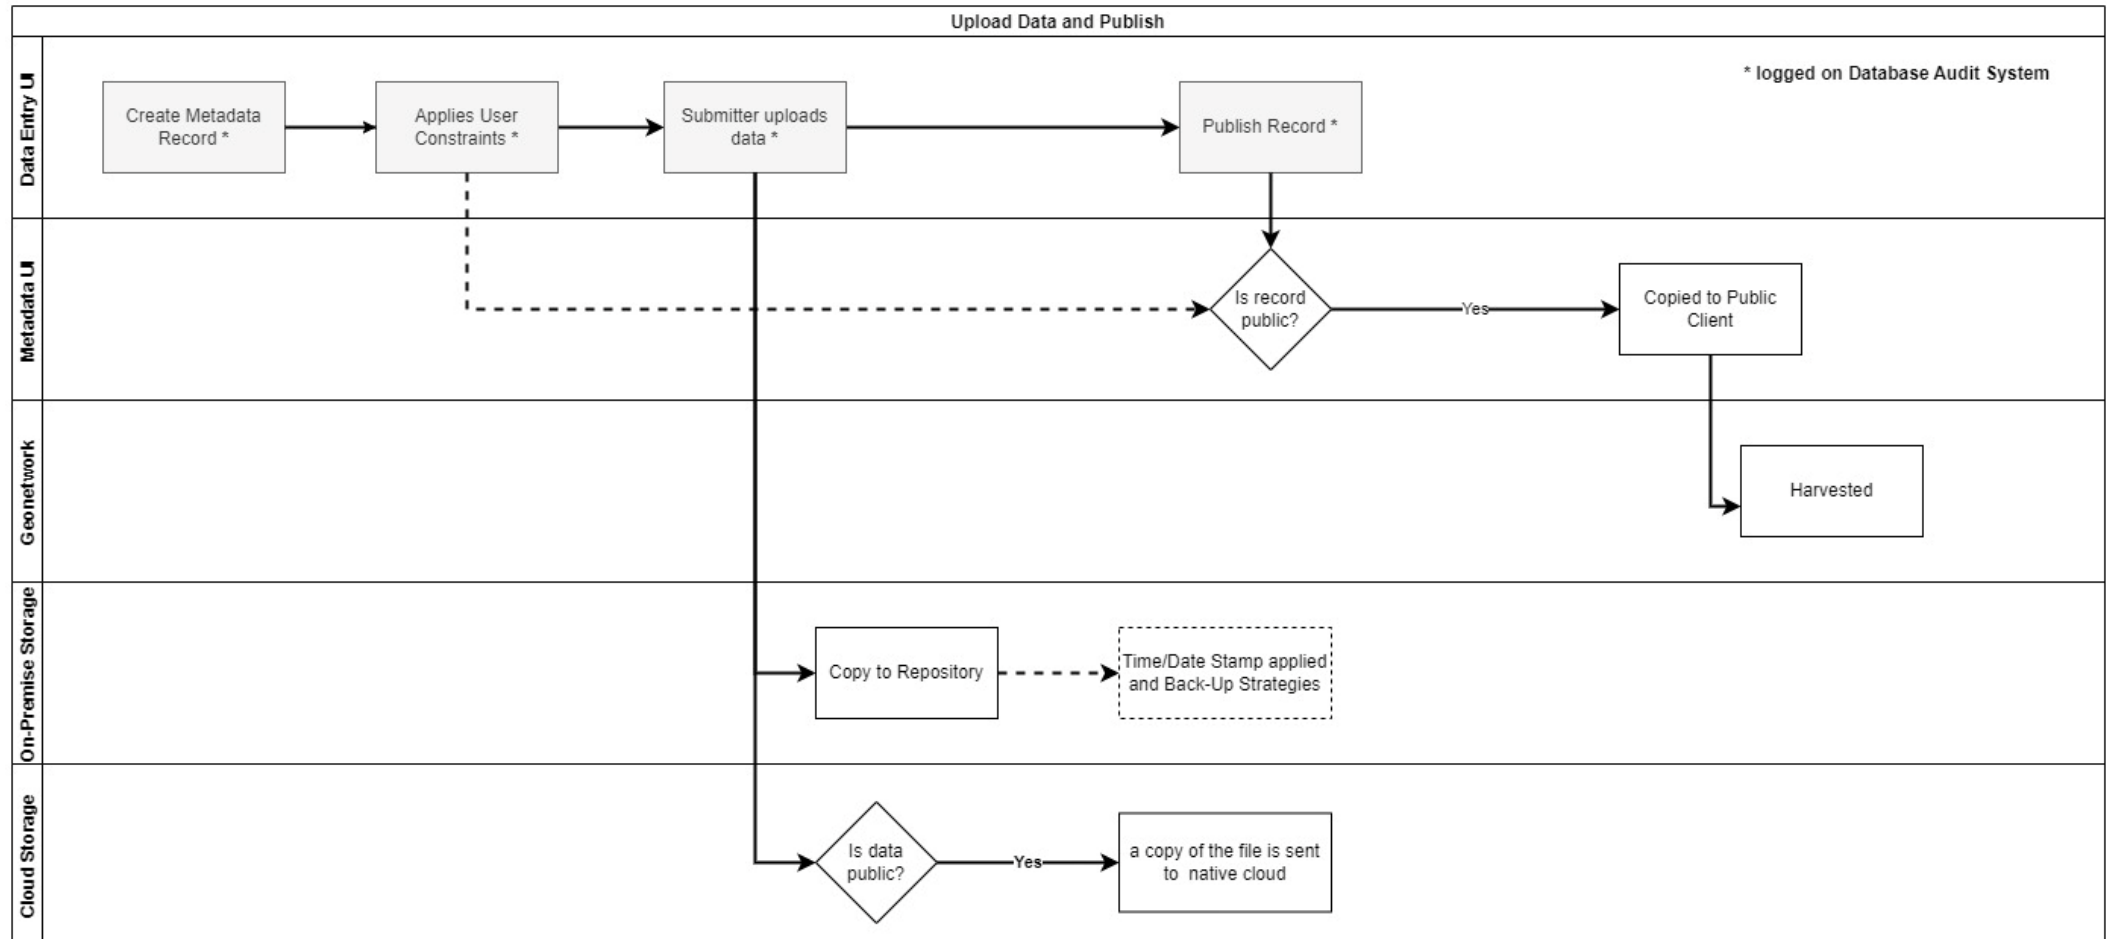 Upload Data and Publish
Data Entry UI
* logged on Database Audit System
Create Metadata
Record *
Applies User
Constraints *
Submitter uploads
data *
Publish Record *
Metadata UI
Is record
public?
Yes
Copied to Public
Client
Geonetwork
Harvested
On-Premise Storage
Copy to Repository
Time/Date Stamp applied
and Back-Up Strategies
Cloud Storage
Is data
public?
Yes
a copy of the file is sent
to native cloud